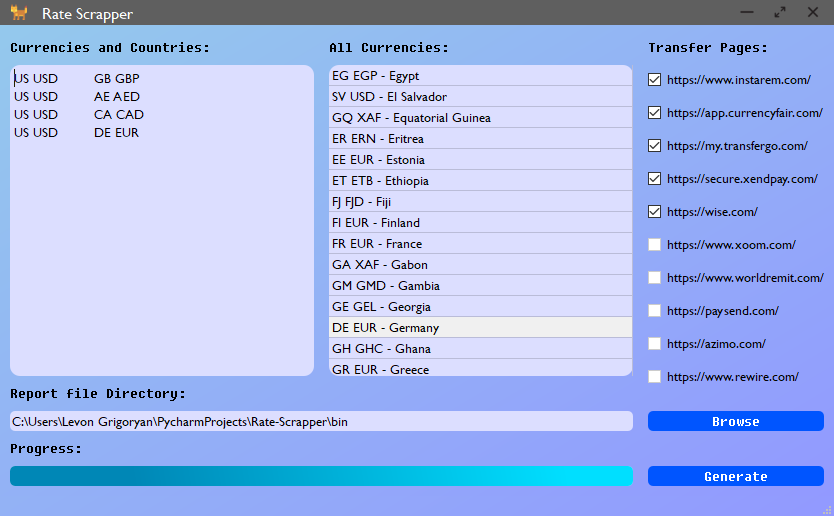 Rate Scrapper
Currencies and Countries:
US USD GB GBP
US USD AE AED
US USD CA CAD
US USD DE EUR
All Currencies:
EG EGP - Egypt
SV USD - El Salvador
GQ XAF - Equatorial Guinea
ER ERN - Eritrea
EE EUR - Estonia
ET ETB - Ethiopia
FJ FJD - Fiji
FI EUR - Finland
FR EUR - France
GA XAF - Gabon
GM GMD - Gambia
GE GEL - Georgia
DE EUR - Germany
GH GHC - Ghana
GR EUR - Greece
Transfer Pages:
https://www.instarem.com/
https://app.currencyfair.com/
https://my.transfergo.com/
https://secure.xendpay.com/
https://wise.com/
https://www.xoom.com/
https://www.worldremit.com/
https://paysend.com/
https://azimo.com/
https://www.rewire.com/
Report file Directory:
C:\Users\Levon Grigoryan\PycharmProjects\Rate-Scrapper\bin
Browse
Progress:
Generate